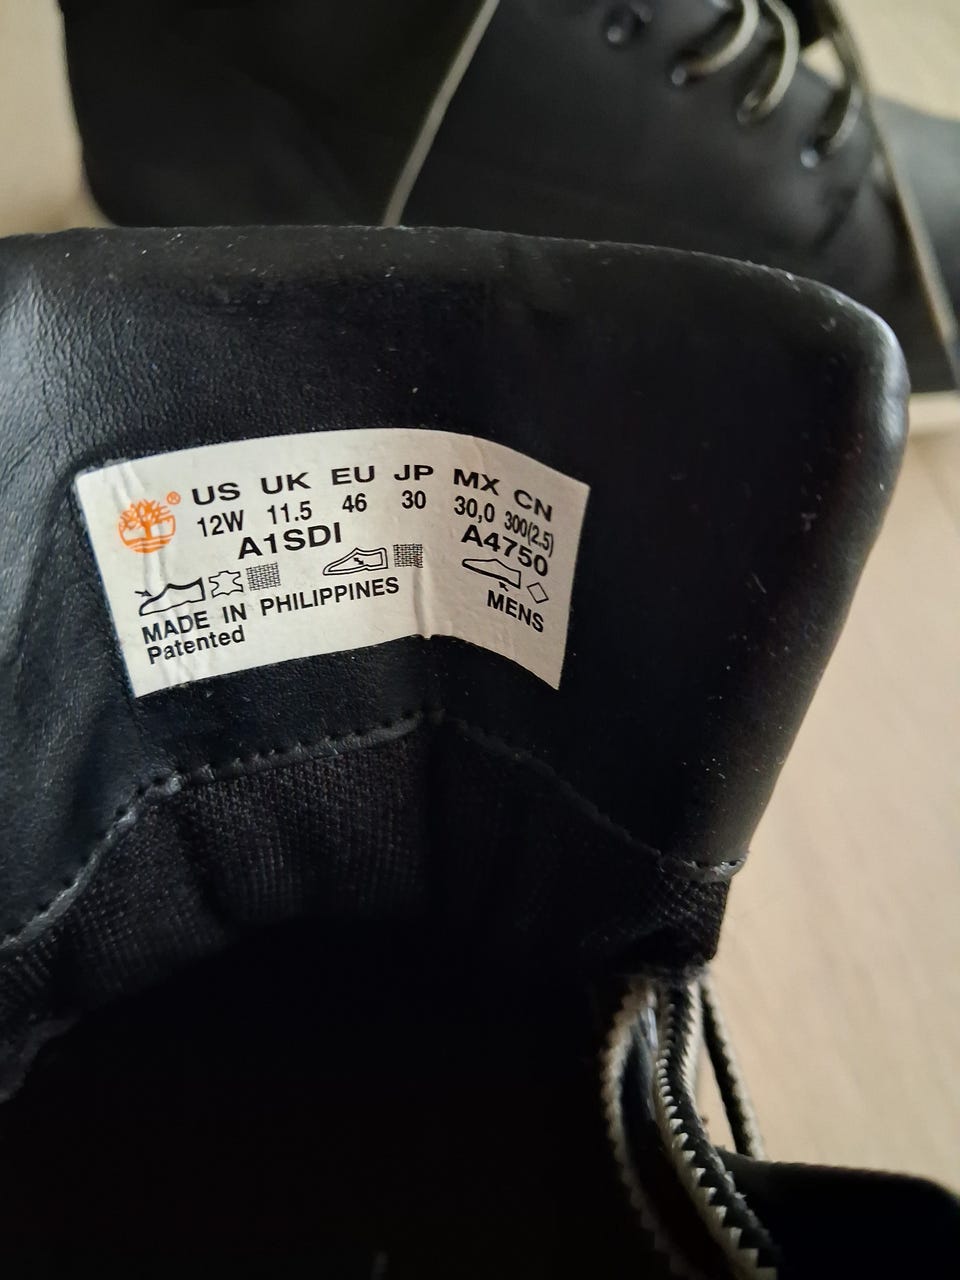 ® US UK EU JP MX CN
12W 11.5 46 30 30,0 300(2.5)
A1SDI A4750
MADE IN PHILIPPINES MENS
Patented